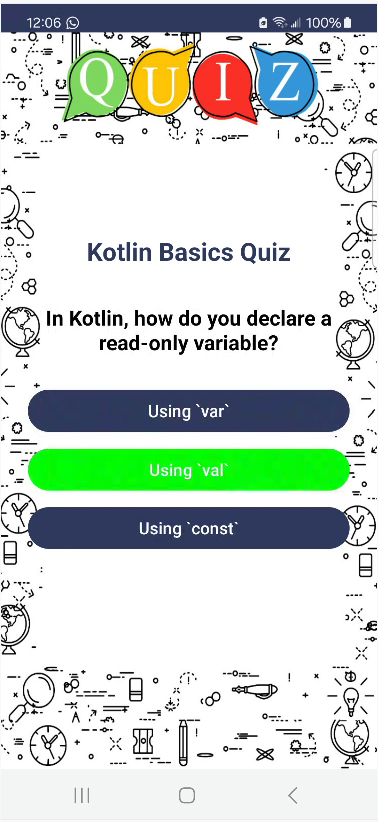 12:06 100%
QUIZ
Kotlin Basics Quiz
In Kotlin, how do you declare a
read-only variable?
Using `var`
Using `val`
Using `const`